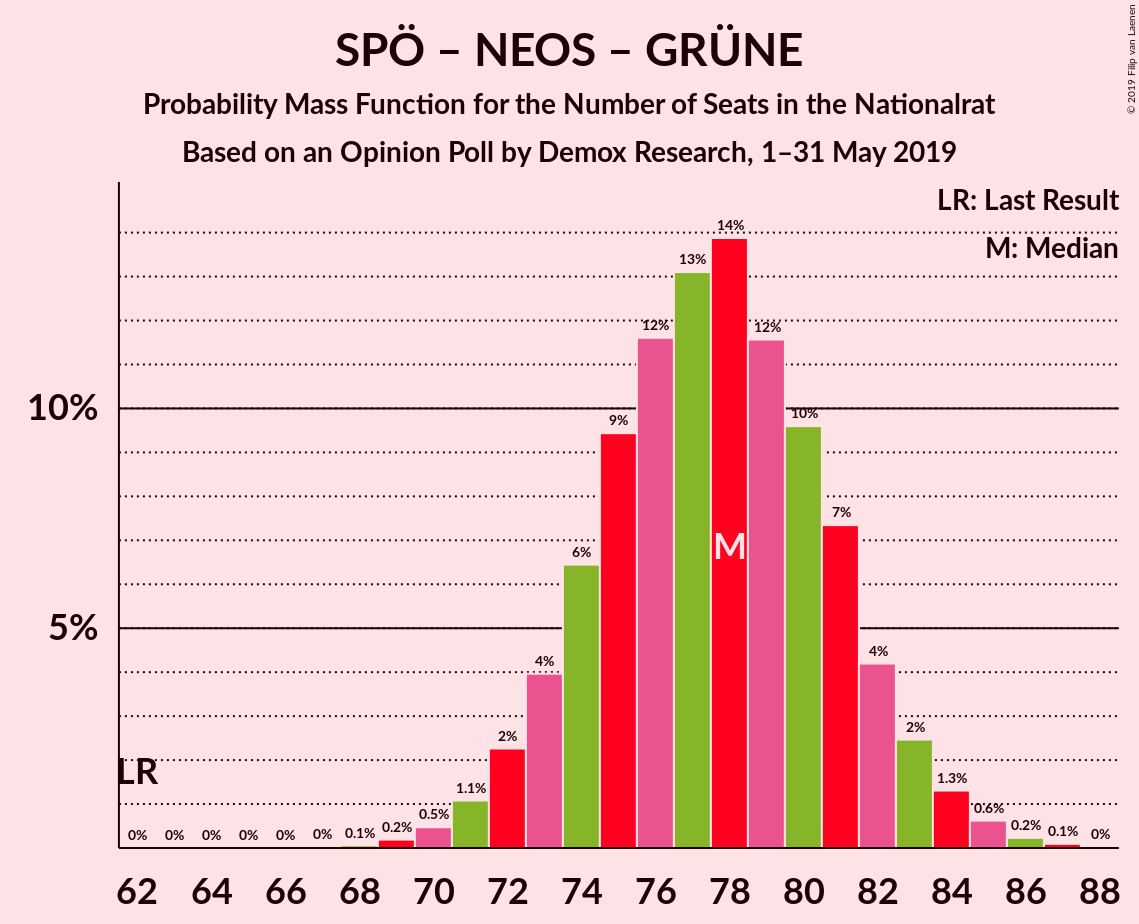 SPÖ – NEOS – GRÜNE
Probability Mass Function for the Number of Seats in the Nationalrat
Based on an Opinion Poll by Demox Research, 1–31 May 2019
© 2019 Filip van Laenen
LR: Last Result
M: Median
10%
5%
LR
M
0% 0% 0% 0% 0% 0% 0.1% 0.2% 0.5% 1.1% 2% 4% 6% 9% 12% 13% 14% 12% 10% 7% 4% 2% 1.3% 0.6% 0.2% 0.1% 0%
62 64 66 68 70 72 74 76 78 80 82 84 86 88